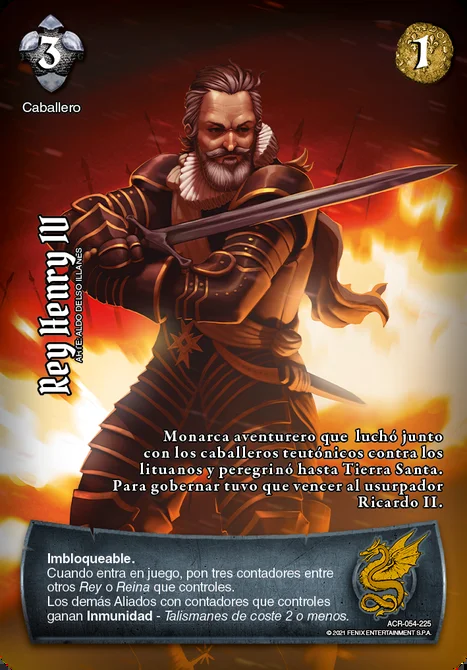 3
1
Caballero
Rey Henry IV
ARTE: ALDO DELSO ILLANES
Monarca aventurero que luchó junto
con los caballeros teutónicos contra los
lituanos y peregrinó hasta Tierra Santa.
Para gobernar tuvo que vencer al usurpador
Ricardo II.
Imbloqueable.
Cuando entra en juego, pon tres contadores entre
otros Rey o Reina que controles.
Los demás Aliados con contadores que controles
ganan Inmunidad - Talismanes de coste 2 o menos.
ACR-054-225
© 2021 FENIX ENTERTAINMENT S.P.A.